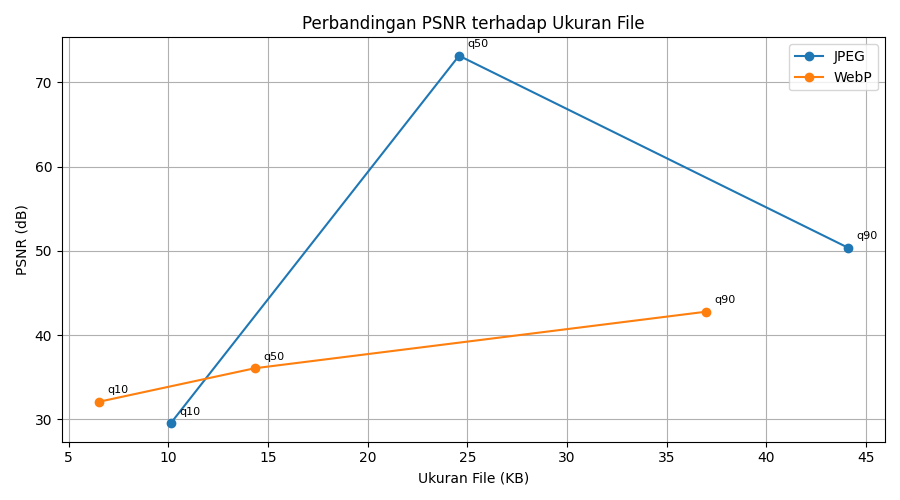 Perbandingan PSNR terhadap Ukuran File
JPEG
WebP
PSNR (dB)
70
60
50
40
30
q50
q90
q90
q50
q10
q10
5
10
15
20
25
30
35
40
45
Ukuran File (KB)